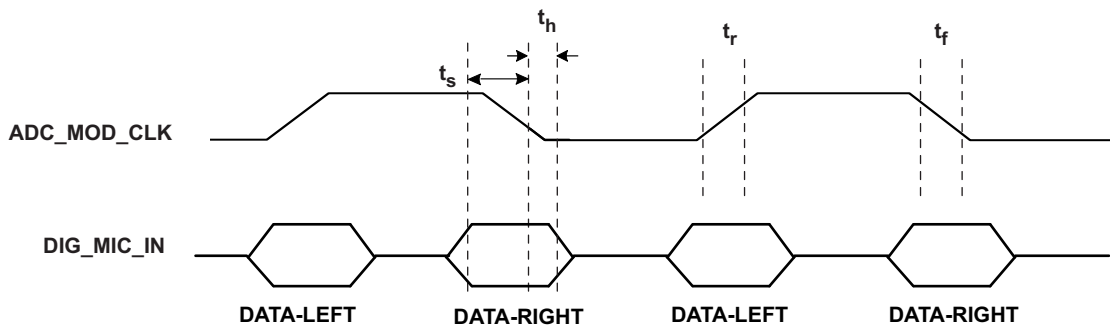 t_h
t_r
t_f
t_s
ADC_MOD_CLK
DIG_MIC_IN
DATA-LEFT
DATA-RIGHT
DATA-LEFT
DATA-RIGHT